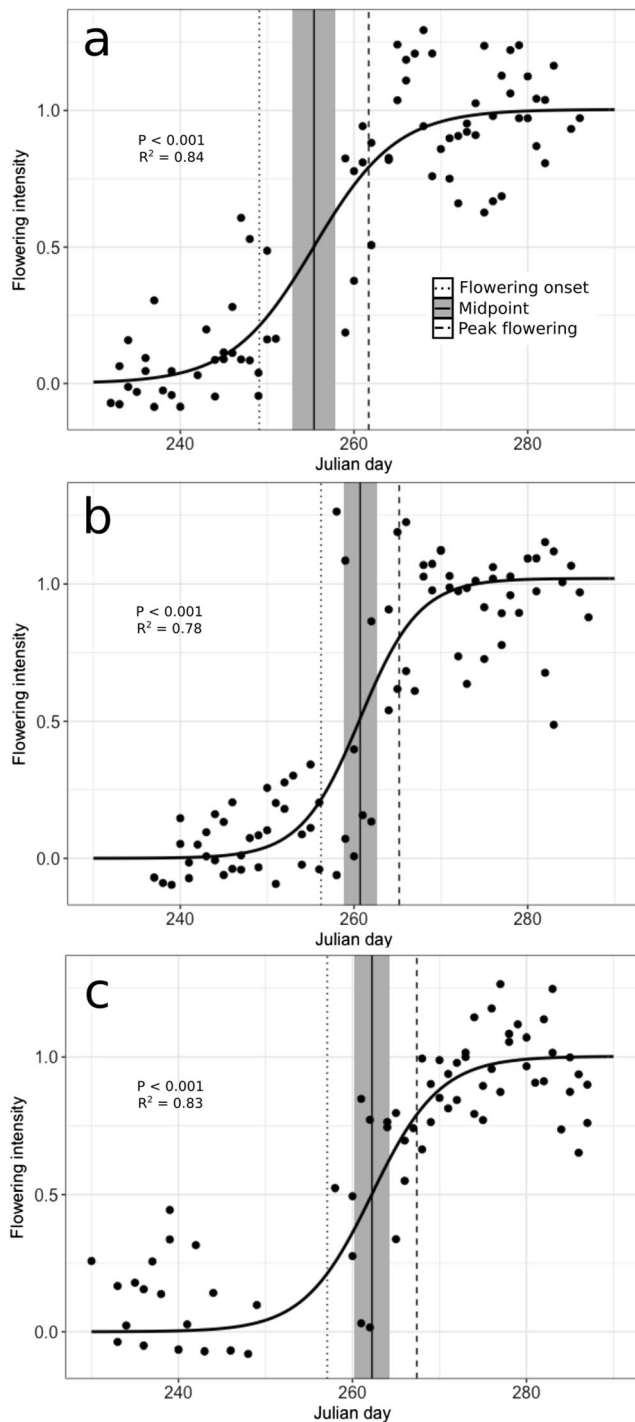 a
Flowering intensity
1.0
0.5
0.0
P < 0.001
R² = 0.84
Flowering onset
Midpoint
Peak flowering
240 260 280
Julian day
b
Flowering intensity
1.0
0.5
0.0
P < 0.001
R² = 0.78
240 260 280
Julian day
c
Flowering intensity
1.0
0.5
0.0
P < 0.001
R² = 0.83
240 260 280
Julian day